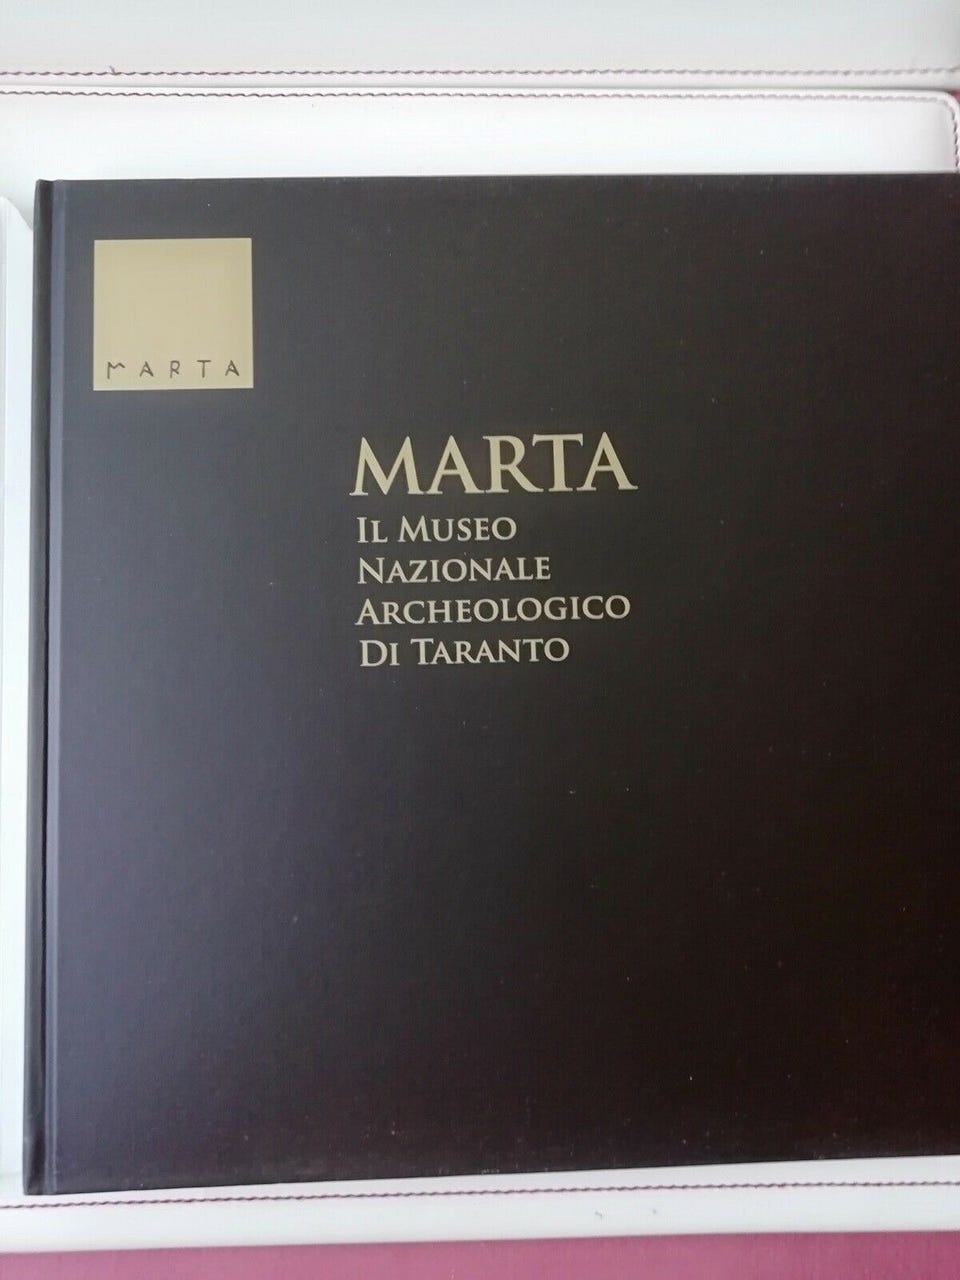 MARTA
MARTA
IL MUSEO
NAZIONALE
ARCHEOLOGICO
DI TARANTO